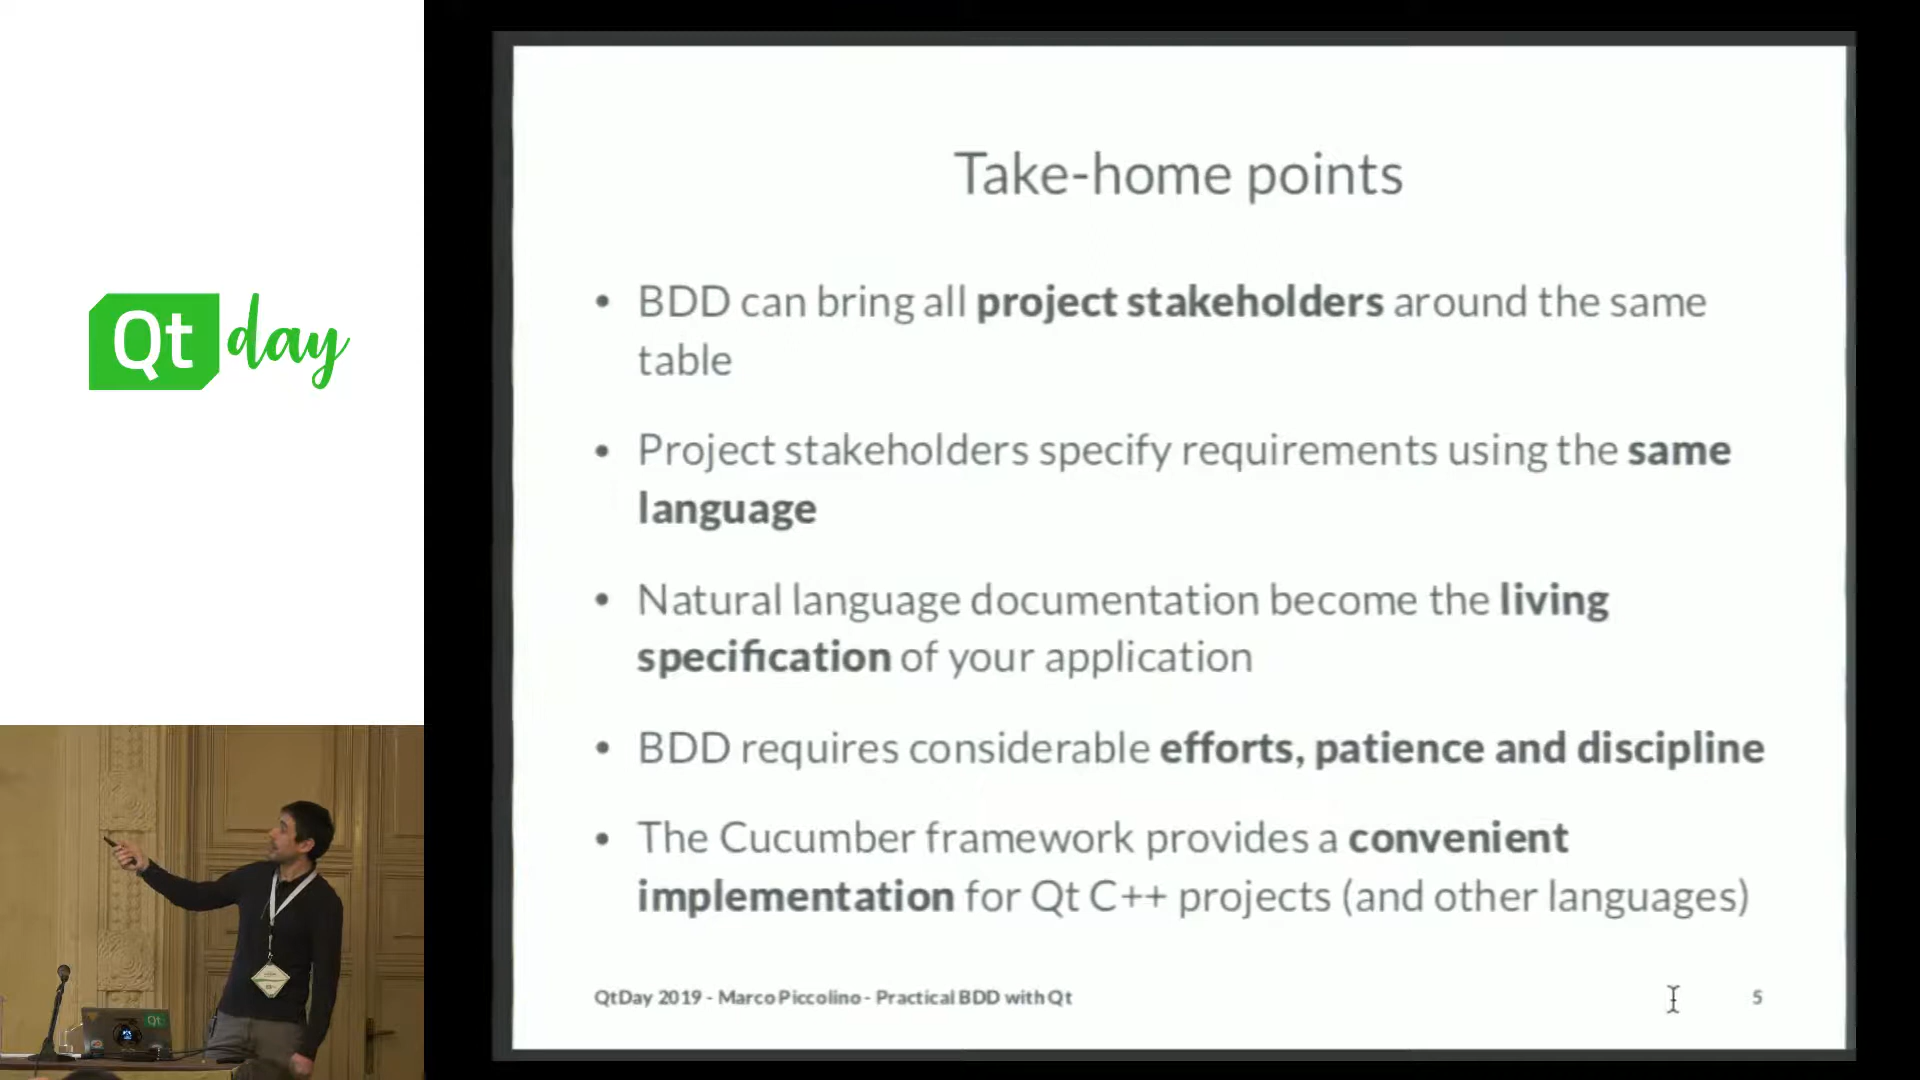 Qt day
Take-home points
• BDD can bring all project stakeholders around the same
table
• Project stakeholders specify requirements using the same
language
• Natural language documentation become the living
specification of your application
• BDD requires considerable efforts, patience and discipline
• The Cucumber framework provides a convenient
implementation for Qt C++ projects (and other languages)
QtDay 2019 - Marco Piccolino - Practical BDD with Qt
5
Qt